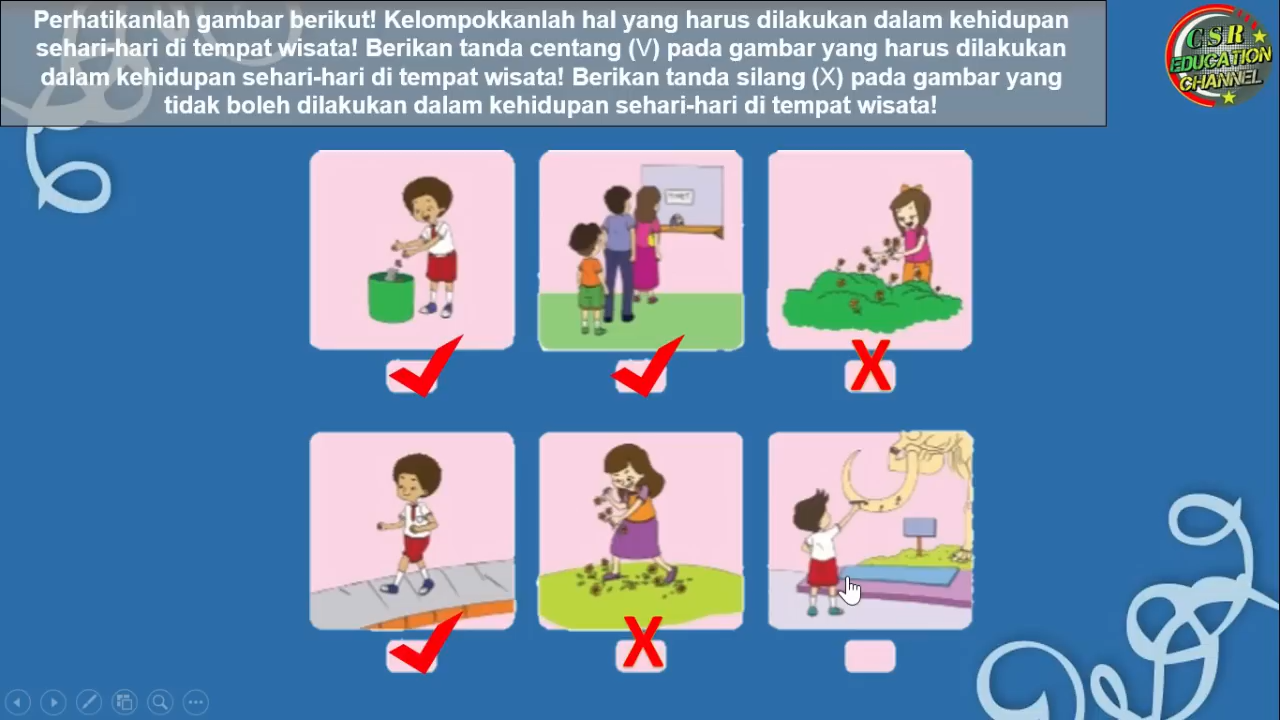 Perhatikanlah gambar berikut! Kelompokkanlah hal yang harus dilakukan dalam kehidupan
sehari-hari di tempat wisata! Berikan tanda centang (V) pada gambar yang harus dilakukan
dalam kehidupan sehari-hari di tempat wisata! Berikan tanda silang (X) pada gambar yang
tidak boleh dilakukan dalam kehidupan sehari-hari di tempat wisata!
CSR
EDUCATION
CHANNEL
X
X